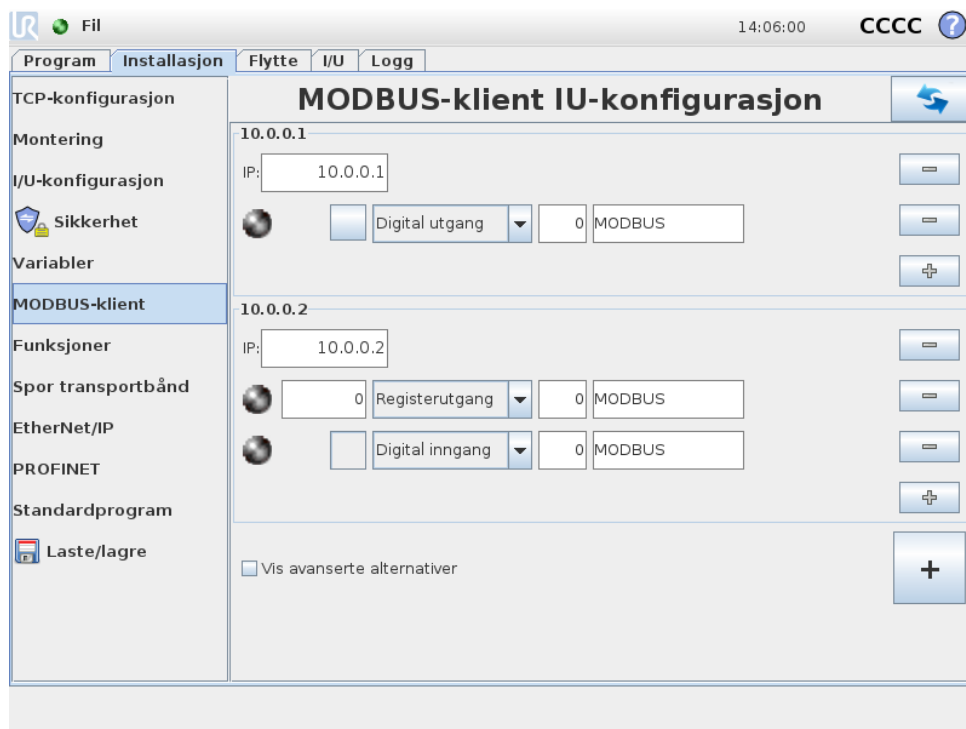 UR Fil 14:06:00 CCCC ?
Program Installasjon Flytte I/U Logg
TCP-konfigurasjon
Montering
I/U-konfigurasjon
Sikkerhet
Variabler
MODBUS-klient
Funksjoner
Spor transportbånd
EtherNet/IP
PROFINET
Standardprogram
Laste/lagre
MODBUS-klient IU-konfigurasjon
10.0.0.1
IP: 10.0.0.1
Digital utgang 0 MODBUS
10.0.0.2
IP: 10.0.0.2
0 Registerutgang 0 MODBUS
Digital inngang 0 MODBUS
Vis avanserte alternativer +